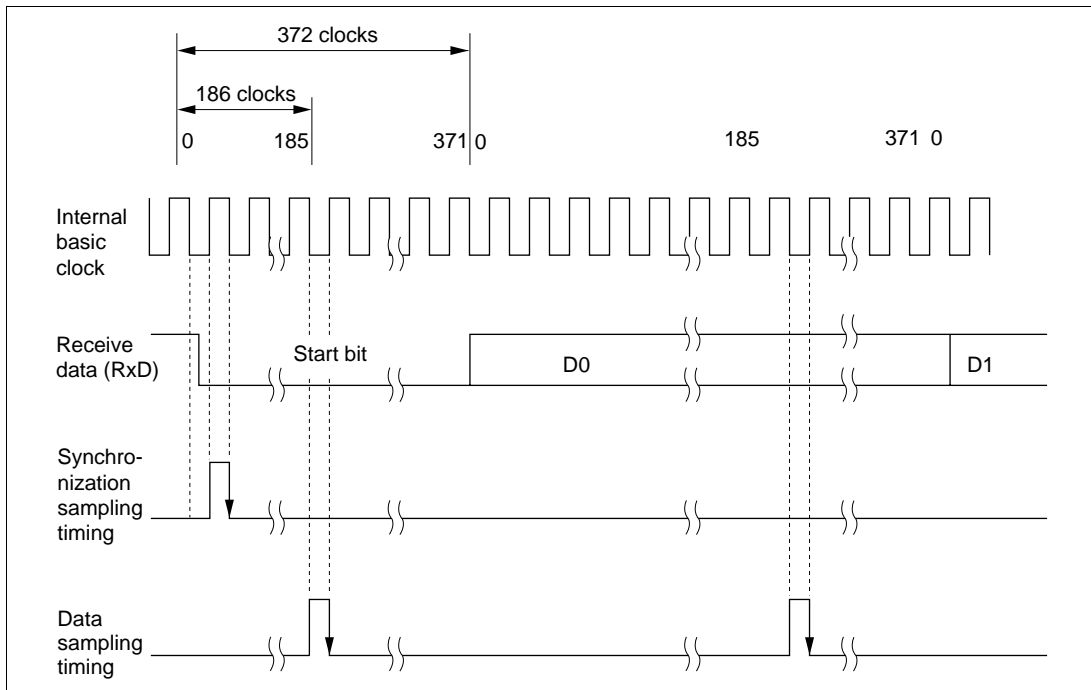 372 clocks
186 clocks
0
185
371 0
185
371 0
Internal
basic
clock
Receive
data (RxD)
Start bit
D0
D1
Synchro-
nization
sampling
timing
Data
sampling
timing